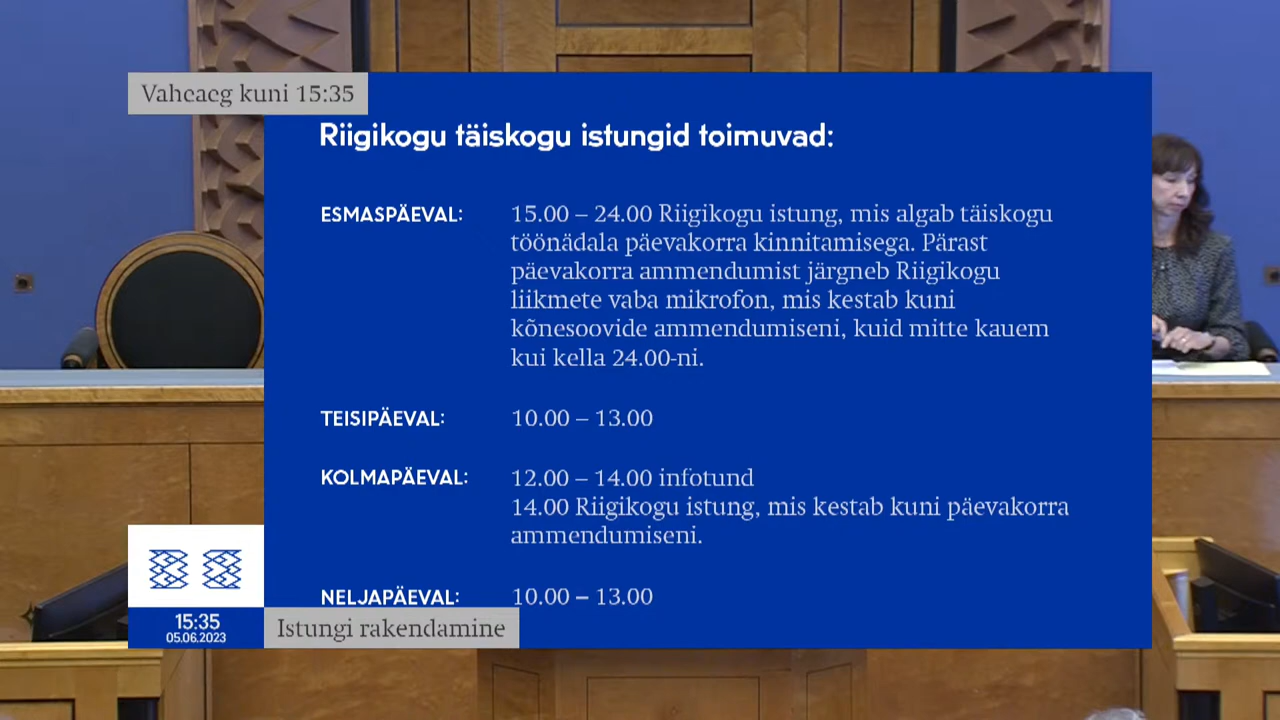 Vaheaeg kuni 15:35
Riigikogu täiskogu istungid toimuvad:
ESMASPÄEVAL:
15.00 – 24.00 Riigikogu istung, mis algab täiskogu
töönädala päevakorra kinnitamisega. Pärast
päevakorra ammendumist järgneb Riigikogu
liikmete vaba mikrofon, mis kestab kuni
kõnesoovide ammendumiseni, kuid mitte kauem
kui kella 24.00-ni.
TEISIPÄEVAL:
10.00 – 13.00
KOLMAPÄEVAL:
12.00 – 14.00 infotund
14.00 Riigikogu istung, mis kestab kuni päevakorra
ammendumiseni.
NELJAPÄEVAL:
10.00 – 13.00
15:35
05.06.2023
Istungi rakendamine